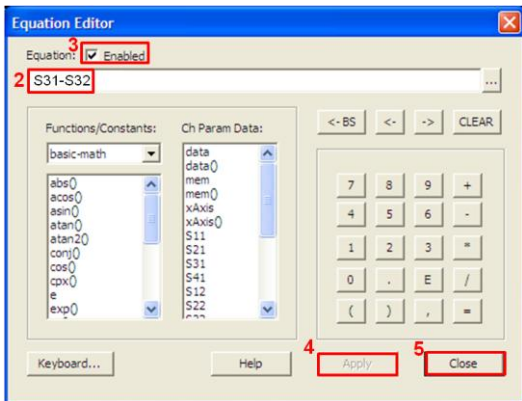 Equation Editor
3
Equation: Enabled
2 S31-S32 ...
Functions/Constants: Ch Param Data:
<-BS <- -> CLEAR
basic-math
abs()
acos()
asin()
atan()
atan2()
conj()
cos()
cpx()
e
exp()
data
data()
mem
mem()
xAxis
xAxis()
S11
S21
S31
S41
S12
S22
7 8 9 +
4 5 6 -
1 2 3 *
0 . E /
( ) , =
4 5
Keyboard... Help Apply Close